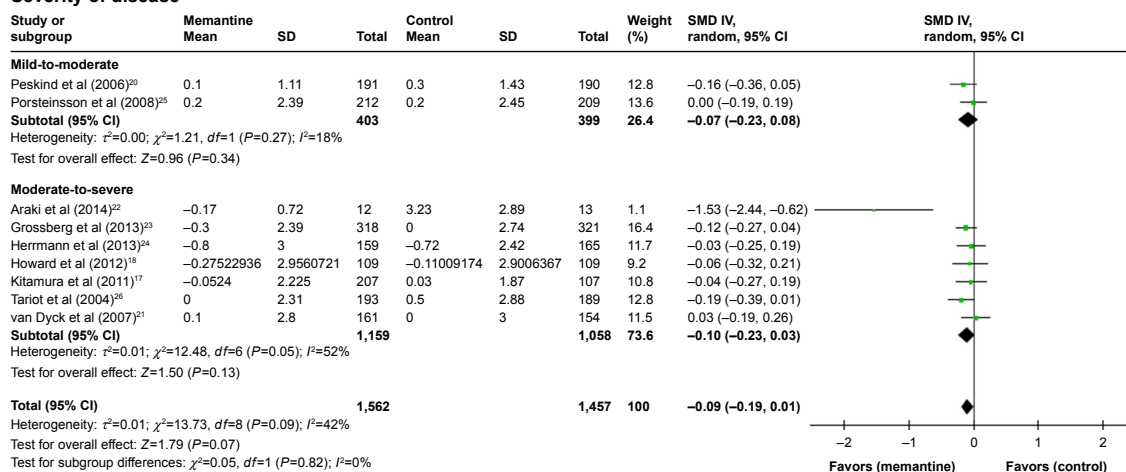 Severity of disease
Study or subgroup Memantine Mean SD Total Control Mean SD Total Weight (%) SMD IV, random, 95% CI SMD IV, random, 95% CI
Mild-to-moderate
Peskind et al (2006)²⁰ 0.1 1.11 191 0.3 1.43 190 12.8 –0.16 (–0.36, 0.05)
Porsteinsson et al (2008)²⁵ 0.2 2.39 212 0.2 2.45 209 13.6 0.00 (–0.19, 0.19)
Subtotal (95% CI) 403 399 26.4 –0.07 (–0.23, 0.08)
Heterogeneity: τ²=0.00; χ²=1.21, df=1 (P=0.27); I²=18%
Test for overall effect: Z=0.96 (P=0.34)
Moderate-to-severe
Araki et al (2014)²² –0.17 0.72 12 3.23 2.89 13 1.1 –1.53 (–2.44, –0.62)
Grossberg et al (2013)²³ –0.3 2.39 318 0 2.74 321 16.4 –0.12 (–0.27, 0.04)
Herrmann et al (2013)²⁴ –0.8 3 159 –0.72 2.42 165 11.7 –0.03 (–0.25, 0.19)
Howard et al (2012)¹⁸ –0.27522936 2.9560721 109 –0.11009174 2.9006367 109 9.2 –0.06 (–0.32, 0.21)
Kitamura et al (2011)¹⁷ –0.0524 2.225 207 0.03 1.87 107 10.8 –0.04 (–0.27, 0.19)
Tariot et al (2004)²⁶ 0 2.31 193 0.5 2.88 189 12.8 –0.19 (–0.39, 0.01)
van Dyck et al (2007)²¹ 0.1 2.8 161 0 3 154 11.5 0.03 (–0.19, 0.26)
Subtotal (95% CI) 1,159 1,058 73.6 –0.10 (–0.23, 0.03)
Heterogeneity: τ²=0.01; χ²=12.48, df=6 (P=0.05); I²=52%
Test for overall effect: Z=1.50 (P=0.13)
Total (95% CI) 1,562 1,457 100 –0.09 (–0.19, 0.01)
Heterogeneity: τ²=0.01; χ²=13.73, df=8 (P=0.09); I²=42%
Test for overall effect: Z=1.79 (P=0.07)
Test for subgroup differences: χ²=0.05, df=1 (P=0.82); I²=0%
–2 –1 0 1 2
Favors (memantine) Favors (control)